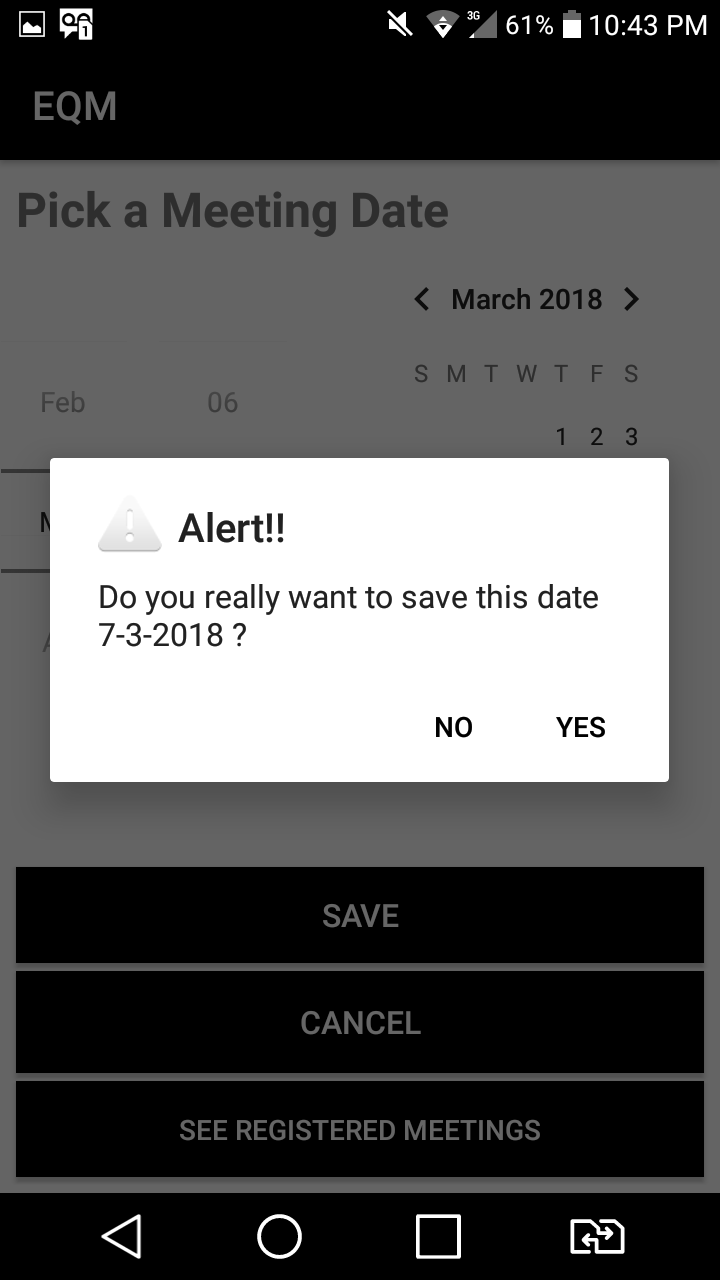 1
3G
61%
10:43 PM
EQM
Pick a Meeting Date
March 2018
S M T W T F S
Feb 06
1 2 3
Alert!!
Do you really want to save this date
7-3-2018 ?
NO YES
SAVE
CANCEL
SEE REGISTERED MEETINGS